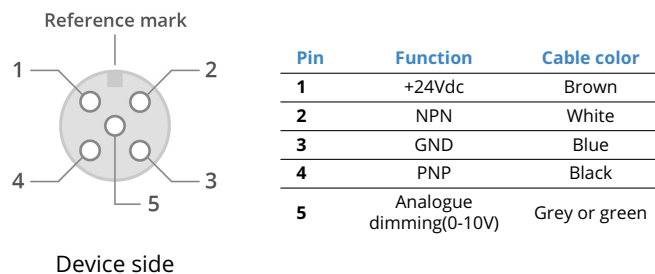 Reference mark
1
2
4
3
5
Device side
Pin Function Cable color
1 +24Vdc Brown
2 NPN White
3 GND Blue
4 PNP Black
5 Analogue dimming(0-10V) Grey or green